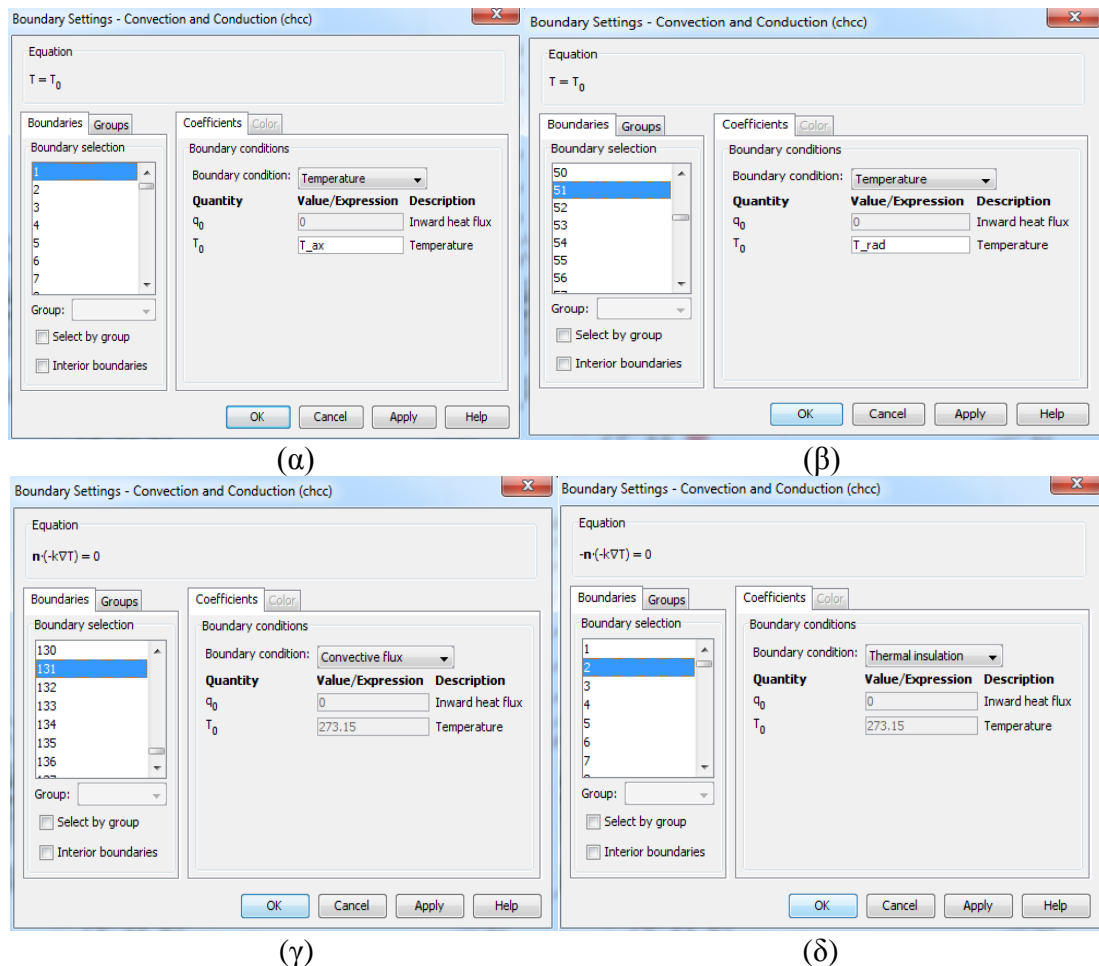 Boundary Settings - Convection and Conduction (chcc)
Equation
T = T0
Boundaries Groups
Boundary selection
1
2
3
4
5
6
7
Group:
Select by group
Interior boundaries
Coefficients Color
Boundary conditions
Boundary condition: Temperature
Quantity Value/Expression Description
q0 0 Inward heat flux
T0 T_ax Temperature
OK Cancel Apply Help
(α)
Boundary Settings - Convection and Conduction (chcc)
Equation
T = T0
Boundaries Groups
Boundary selection
50
51
52
53
54
55
56
57
Group:
Select by group
Interior boundaries
Coefficients Color
Boundary conditions
Boundary condition: Temperature
Quantity Value/Expression Description
q0 0 Inward heat flux
T0 T_rad Temperature
OK Cancel Apply Help
(β)
Boundary Settings - Convection and Conduction (chcc)
Equation
n·(-k∇T) = 0
Boundaries Groups
Boundary selection
130
131
132
133
134
135
136
137
Group:
Select by group
Interior boundaries
Coefficients Color
Boundary conditions
Boundary condition: Convective flux
Quantity Value/Expression Description
q0 0 Inward heat flux
T0 273.15 Temperature
OK Cancel Apply Help
(γ)
Boundary Settings - Convection and Conduction (chcc)
Equation
-n·(-k∇T) = 0
Boundaries Groups
Boundary selection
1
2
3
4
5
6
7
Group:
Select by group
Interior boundaries
Coefficients Color
Boundary conditions
Boundary condition: Thermal insulation
Quantity Value/Expression Description
q0 0 Inward heat flux
T0 273.15 Temperature
OK Cancel Apply Help
(δ)